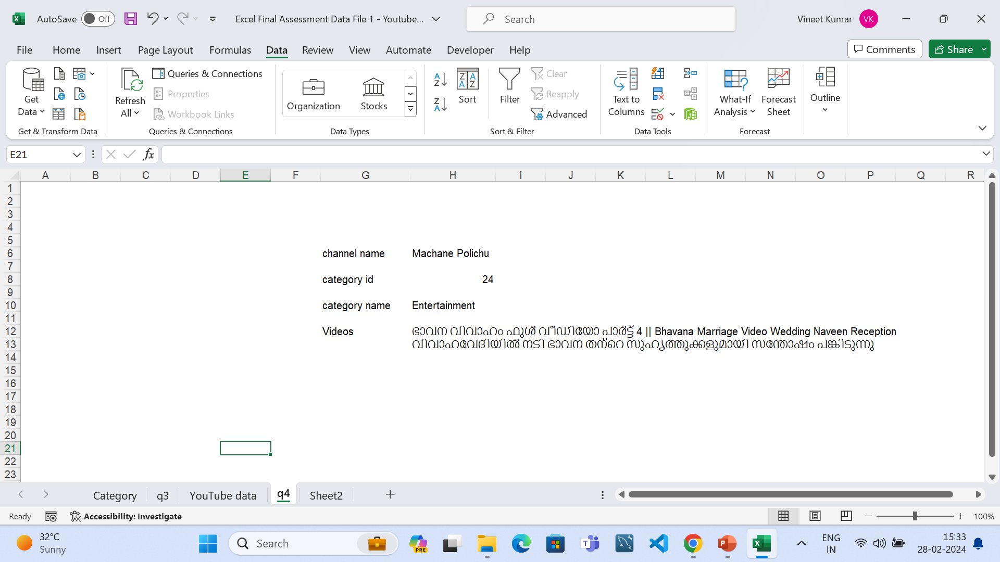 AutoSave Off Excel Final Assessment Data File 1 - Youtube... Search Vineet Kumar VK
File Home Insert Page Layout Formulas Data Review View Automate Developer Help Comments Share
Get Data
Refresh All
Queries & Connections
Properties
Workbook Links
Organization Stocks
Sort
Filter
Clear
Reapply
Advanced
Text to Columns
What-If Analysis
Forecast Sheet
Outline
Get & Transform Data Queries & Connections Data Types Sort & Filter Data Tools Forecast
E21 fx
A B C D E F G H I J K L M N O P Q R
1
2
3
4
5
6 channel name Machane Polichu
7
8 category id 24
9
10 category name Entertainment
11
12 Videos ഭാവന വിവാഹം ഫുൾ വീഡിയോ പാർട്ട് 4 || Bhavana Marriage Video Wedding Naveen Reception
13 വിവാഹവേദിയിൽ നടി ഭാവന തന്റെ സുഹൃത്തുക്കളുമായി സന്തോഷം പങ്കിടുന്നു
14
15
16
17
18
19
20
21
22
23
Category q3 YouTube data q4 Sheet2
Ready Accessibility: Investigate 100%
32°C
Sunny
Search
PRE
ENG
IN
15:33
28-02-2024